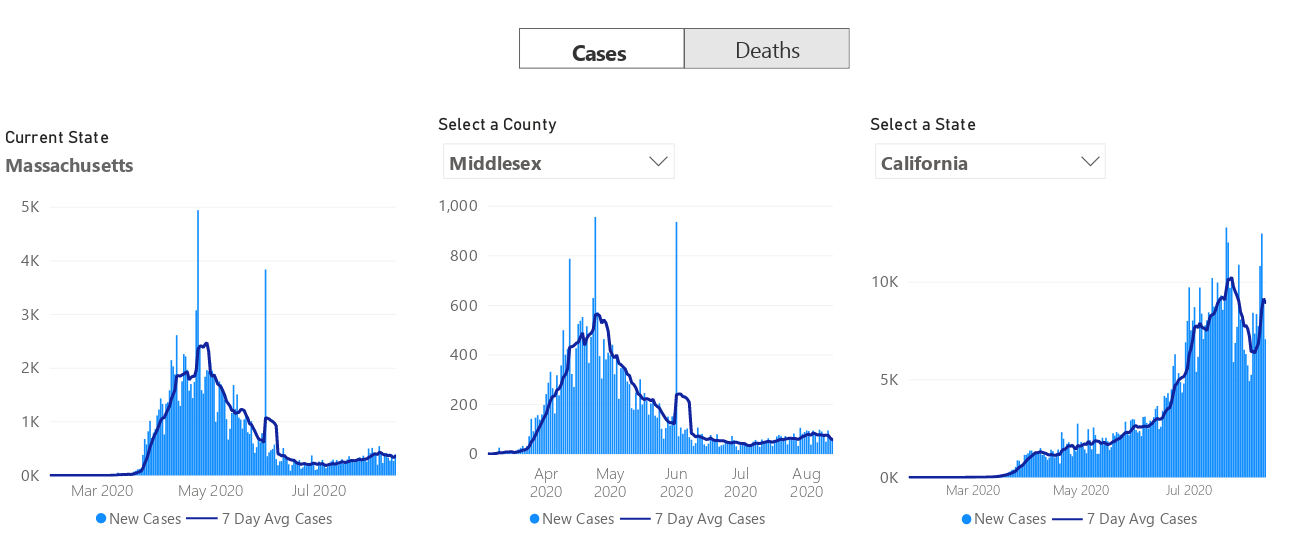 Cases
Deaths
Current State
Massachusetts
5K
4K
3K
2K
1K
0K
Mar 2020 May 2020 Jul 2020
New Cases 7 Day Avg Cases
Select a County
Middlesex
1,000
800
600
400
200
0
Apr May Jun Jul Aug
2020 2020 2020 2020 2020
New Cases 7 Day Avg Cases
Select a State
California
10K
5K
0K
Mar 2020 May 2020 Jul 2020
New Cases 7 Day Avg Cases